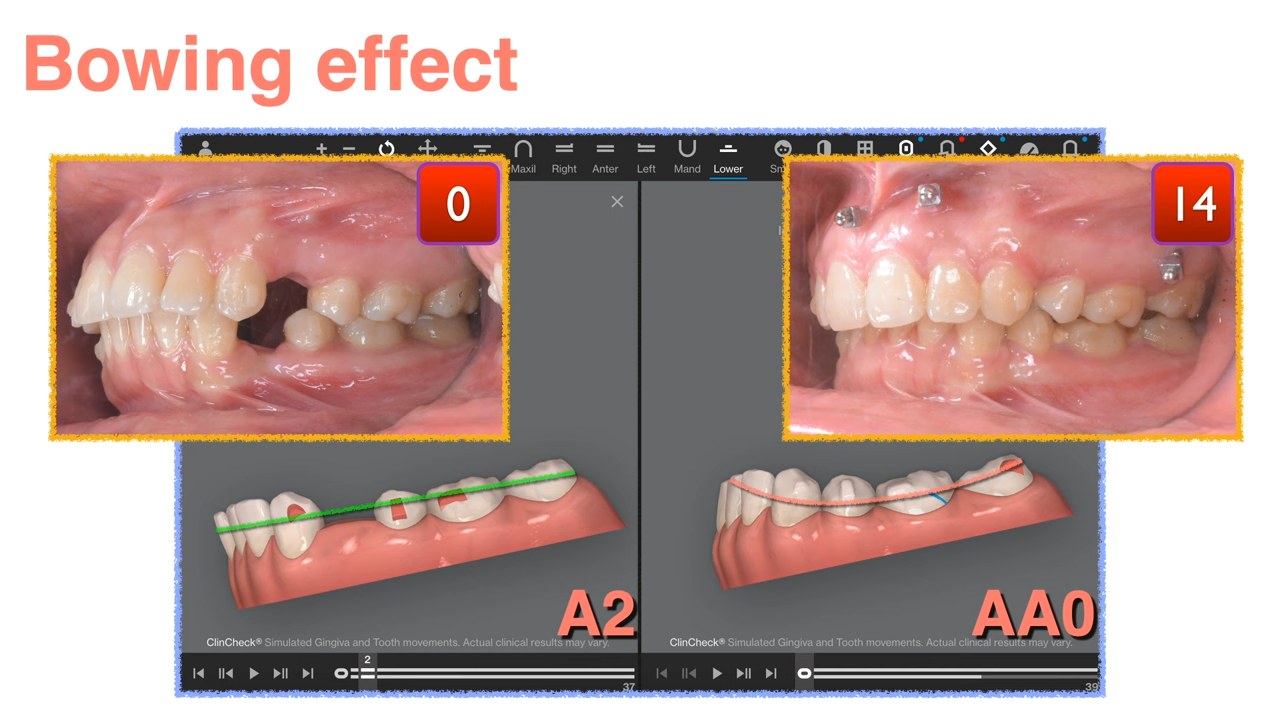 Bowing effect
Maxil Right Anter Left Mand Lower
0
14
A2
AA0
ClinCheck® Simulated Gingiva and Tooth movements. Actual clinical results may vary.
ClinCheck® Simulated Gingiva and Tooth movements. Actual clinical results may vary.
2
37
39